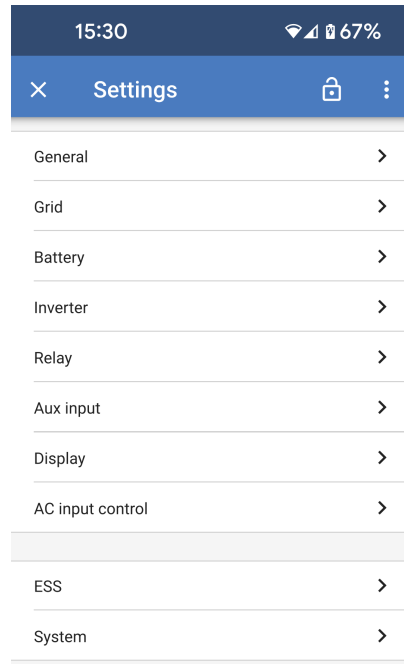 15:30 67%
Settings
General
Grid
Battery
Inverter
Relay
Aux input
Display
AC input control
ESS
System